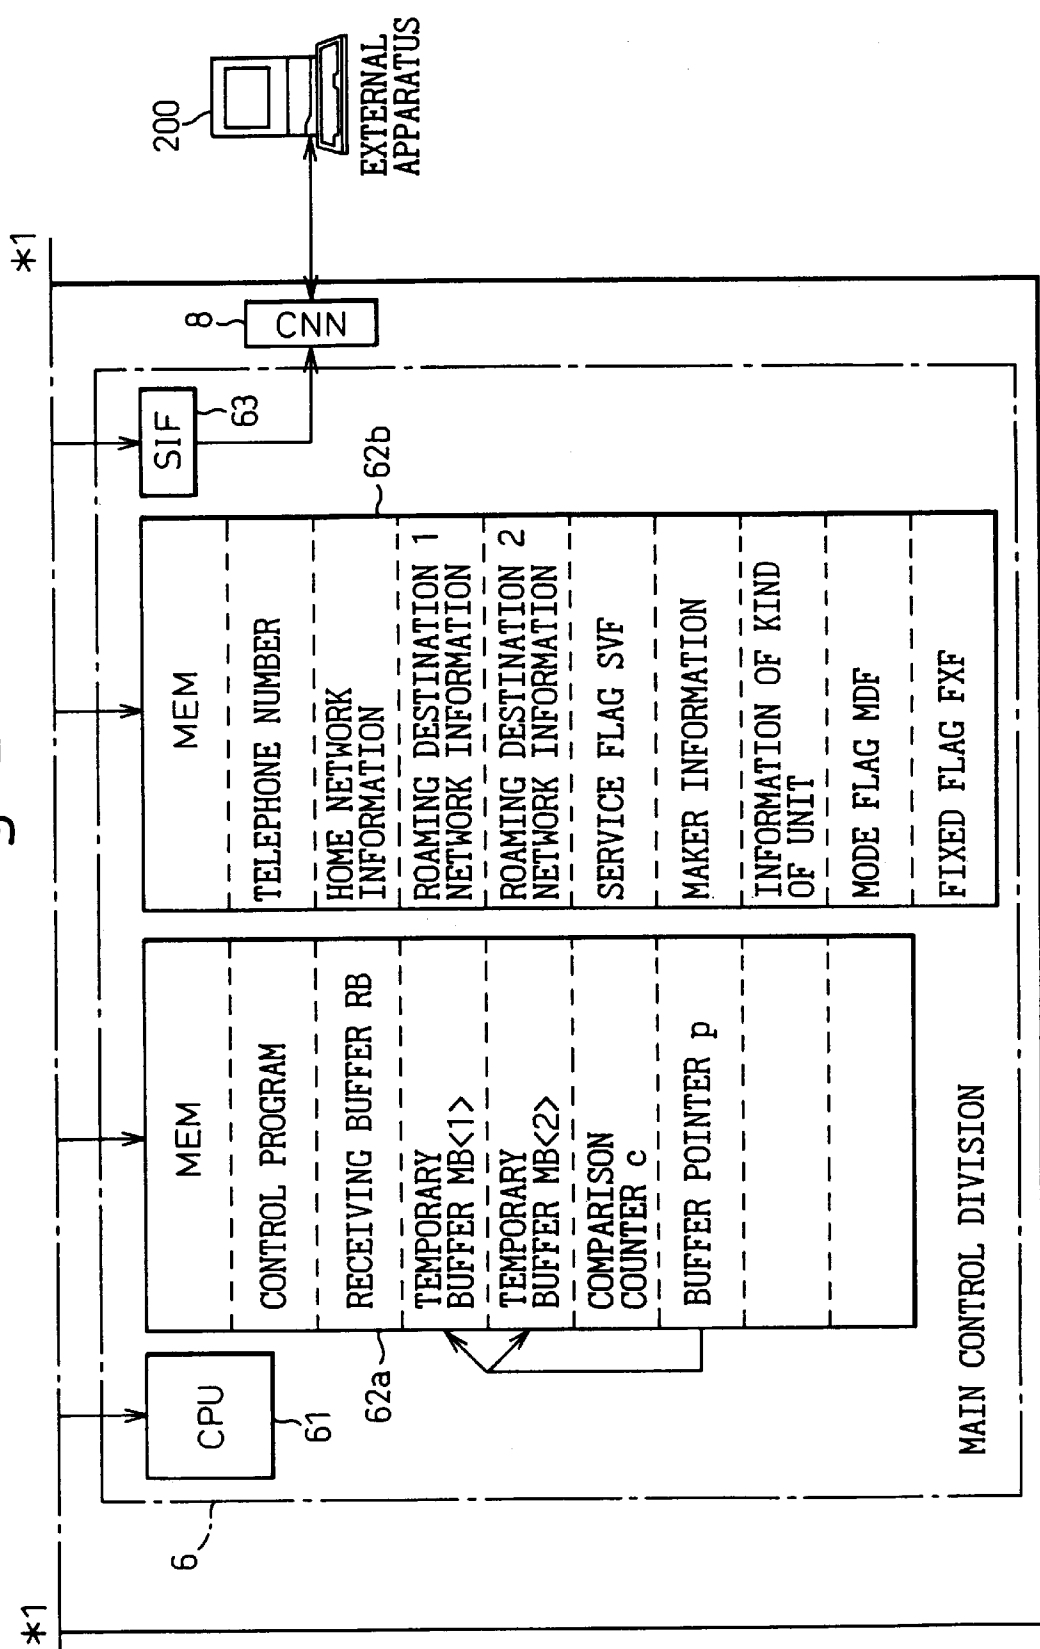 *1
*1
6
CPU
61
MEM
CONTROL PROGRAM
RECEIVING BUFFER RB
TEMPORARY
BUFFER MB<1>
TEMPORARY
BUFFER MB<2>
COMPARISON
COUNTER c
BUFFER POINTER p
62a
MEM
TELEPHONE NUMBER
HOME NETWORK
INFORMATION
ROAMING DESTINATION 1
NETWORK INFORMATION
ROAMING DESTINATION 2
NETWORK INFORMATION
SERVICE FLAG SVF
MAKER INFORMATION
INFORMATION OF KIND
OF UNIT
MODE FLAG MDF
FIXED FLAG FXF
62b
SIF
63
8
CNN
200
EXTERNAL
APPARATUS
MAIN CONTROL DIVISION